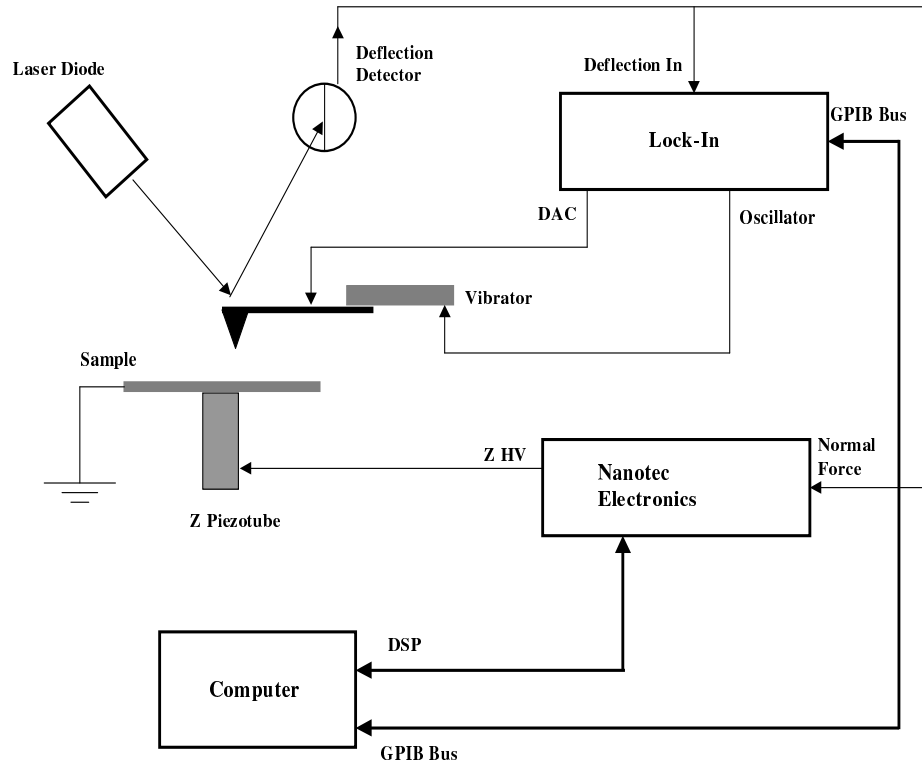 Deflection
Detector
Laser Diode
Deflection In
GPIB Bus
Lock-In
DAC
Oscillator
Vibrator
Sample
Z HV
Normal
Force
Nanotec
Electronics
Z Piezotube
DSP
Computer
GPIB Bus